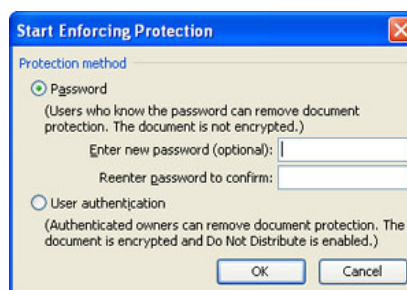 Start Enforcing Protection
Protection method
Password
(Users who know the password can remove document
protection. The document is not encrypted.)
Enter new password (optional):
Reenter password to confirm:
User authentication
(Authenticated owners can remove document protection. The
document is encrypted and Do Not Distribute is enabled.)
OK Cancel